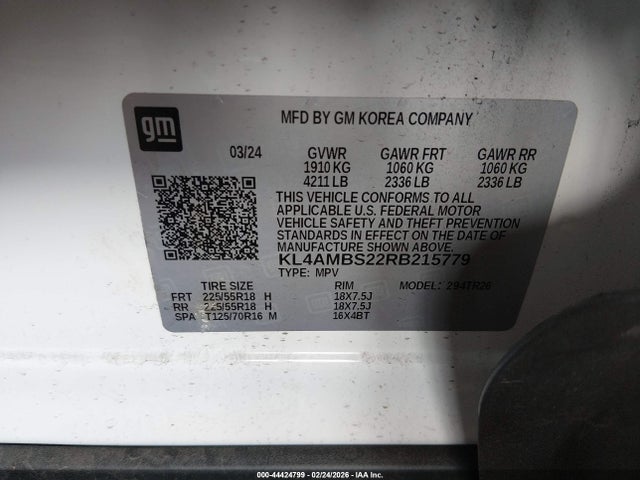 gm
MFD BY GM KOREA COMPANY
03/24 GVWR GAWR FRT GAWR RR
1910 KG 1060 KG 1060 KG
4211 LB 2336 LB 2336 LB
THIS VEHICLE CONFORMS TO ALL
APPLICABLE U.S. FEDERAL MOTOR
VEHICLE SAFETY AND THEFT PREVENTION
STANDARDS IN EFFECT ON THE DATE OF
MANUFACTURE SHOWN ABOVE.
KL4AMBS22RB215779
TYPE: MPV MODEL: 294TR26
TIRE SIZE RIM
FRT 225/55R18 H 18X7.5J
RR 225/55R18 H 18X7.5J
SPA T125/70R16 M 16X4BT
000-44424799 - 02/24/2026 - IAA Inc.